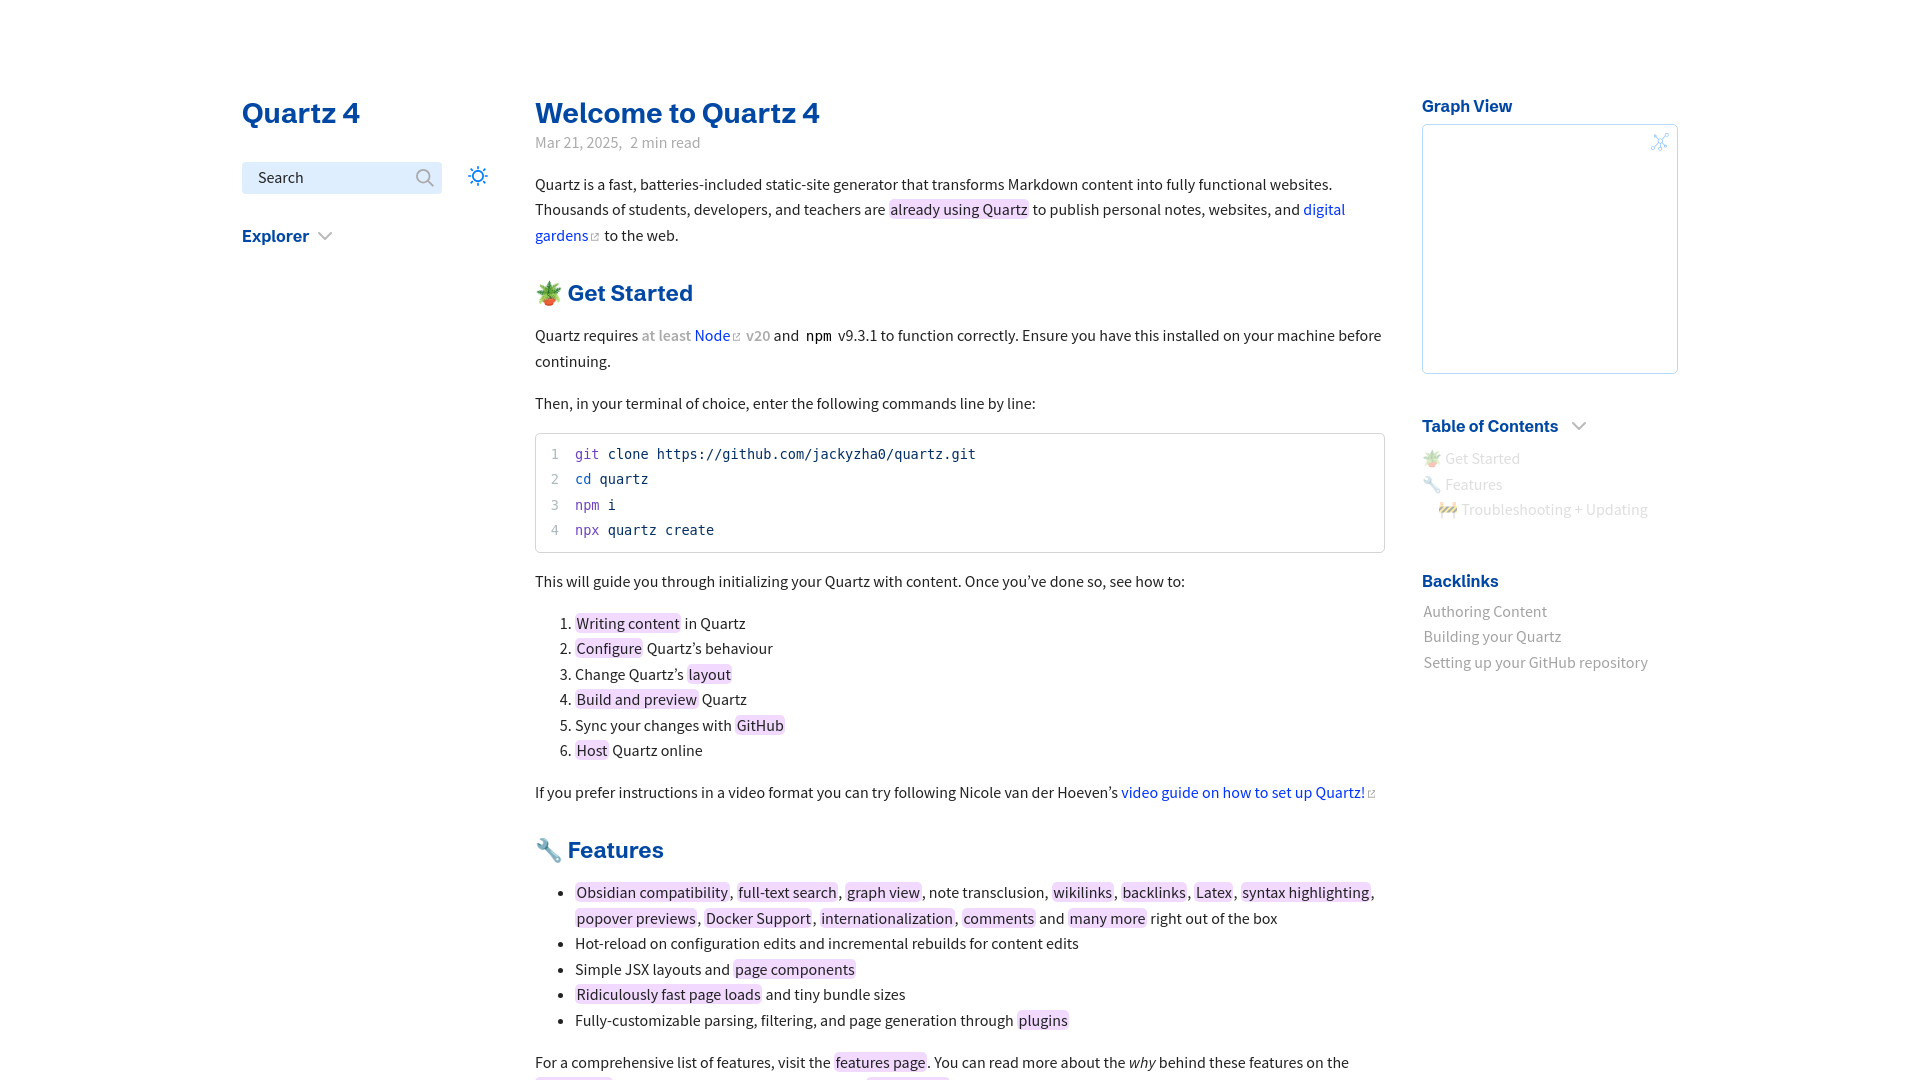 Quartz 4
Search
Explorer
Welcome to Quartz 4
Mar 21, 2025, 2 min read
Quartz is a fast, batteries-included static-site generator that transforms Markdown content into fully functional websites.
Thousands of students, developers, and teachers are already using Quartz to publish personal notes, websites, and digital
gardens to the web.
🪴 Get Started
Quartz requires at least Node v20 and npm v9.3.1 to function correctly. Ensure you have this installed on your machine before
continuing.
Then, in your terminal of choice, enter the following commands line by line:
1 git clone https://github.com/jackyzha0/quartz.git
2 cd quartz
3 npm i
4 npx quartz create
This will guide you through initializing your Quartz with content. Once you’ve done so, see how to:
1. Writing content in Quartz
2. Configure Quartz’s behaviour
3. Change Quartz’s layout
4. Build and preview Quartz
5. Sync your changes with GitHub
6. Host Quartz online
If you prefer instructions in a video format you can try following Nicole van der Hoeven’s video guide on how to set up Quartz!
🔧 Features
• Obsidian compatibility, full-text search, graph view, note transclusion, wikilinks, backlinks, Latex, syntax highlighting,
popover previews, Docker Support, internationalization, comments and many more right out of the box
• Hot-reload on configuration edits and incremental rebuilds for content edits
• Simple JSX layouts and page components
• Ridiculously fast page loads and tiny bundle sizes
• Fully-customizable parsing, filtering, and page generation through plugins
For a comprehensive list of features, visit the features page. You can read more about the why behind these features on the
Graph View
Table of Contents
🪴 Get Started
🔧 Features
🚧 Troubleshooting + Updating
Backlinks
Authoring Content
Building your Quartz
Setting up your GitHub repository